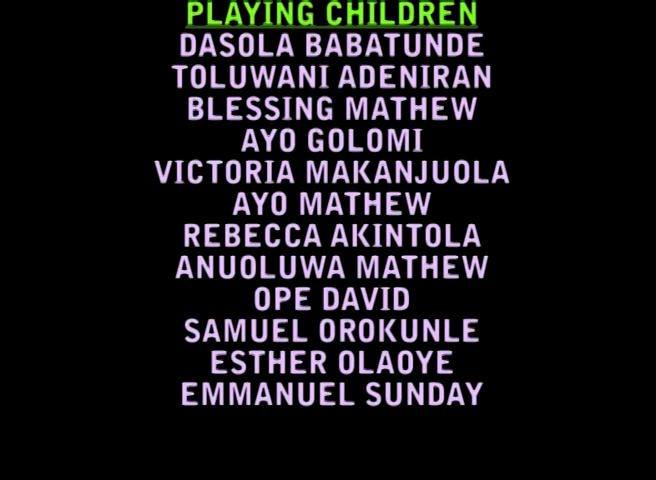 PLAYING CHILDREN
DASOLA BABATUNDE
TOLUWANI ADENIRAN
BLESSING MATHEW
AYO GOLOMI
VICTORIA MAKANJUOLA
AYO MATHEW
REBECCA AKINTOLA
ANUOLUWA MATHEW
OPE DAVID
SAMUEL OROKUNLE
ESTHER OLAOYE
EMMANUEL SUNDAY